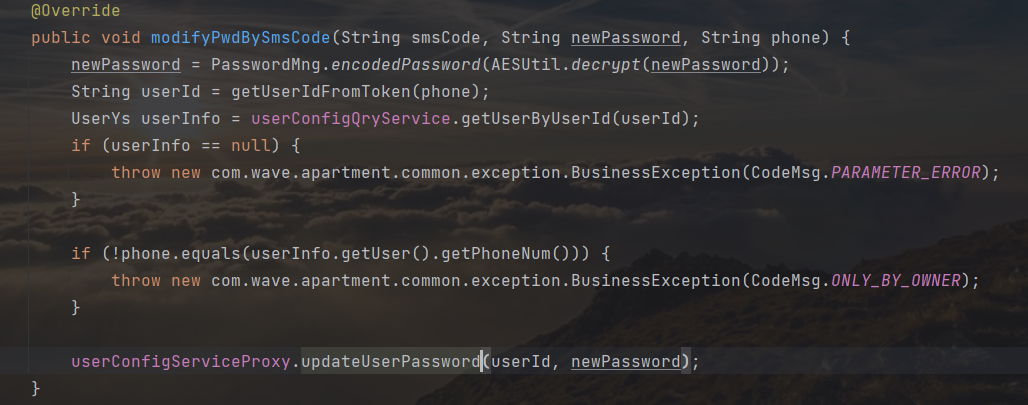 @Override
public void modifyPwdBySmsCode(String smsCode, String newPassword, String phone) {
newPassword = PasswordMng.encodedPassword(AESUtil.decrypt(newPassword));
String userId = getUserIdFromToken(phone);
UserYs userInfo = userConfigQryService.getUserByUserId(userId);
if (userInfo == null) {
throw new com.wave.apartment.common.exception.BusinessException(CodeMsg.PARAMETER_ERROR);
}
if (!phone.equals(userInfo.getUser().getPhoneNum())) {
throw new com.wave.apartment.common.exception.BusinessException(CodeMsg.ONLY_BY_OWNER);
}
userConfigServiceProxy.updateUserPassword(userId, newPassword);
}